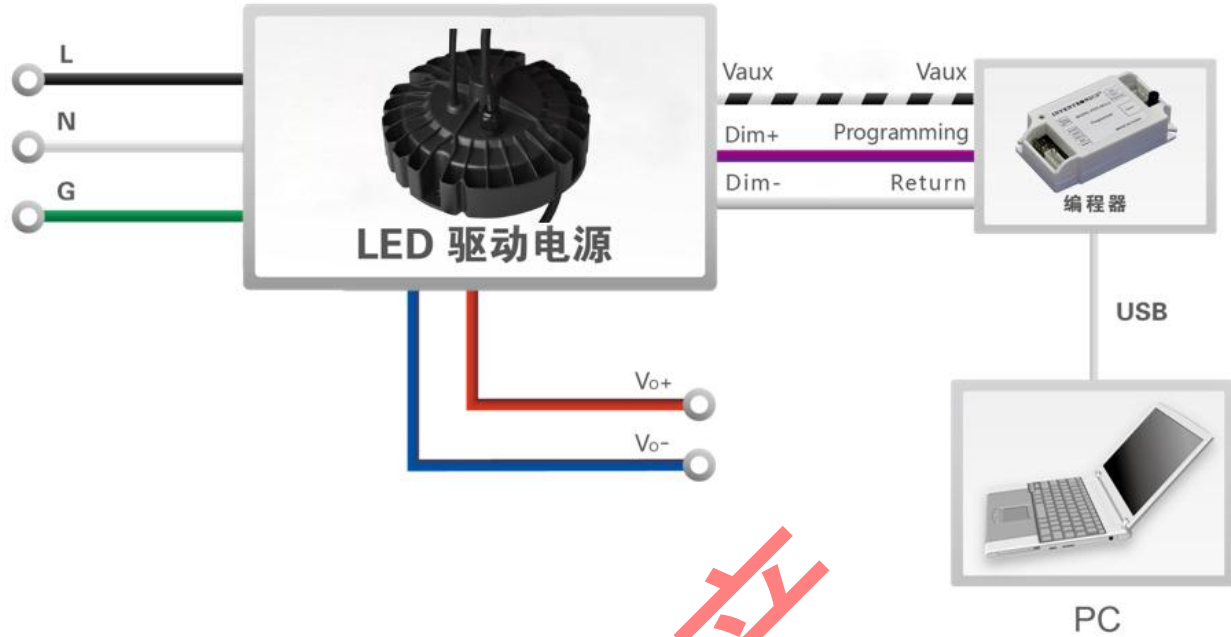 L
N
G
LED 驱动电源
Vaux
Vaux
Dim+
Programming
Dim-
Return
编程器
USB
Vo+
Vo-
PC